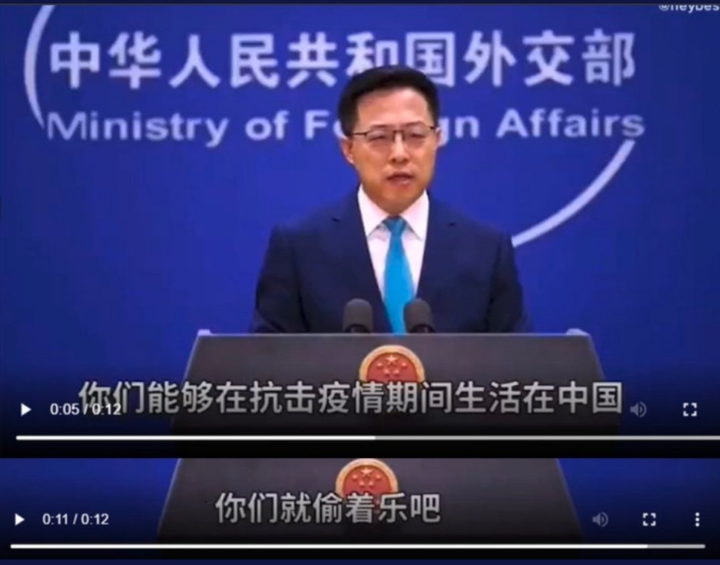 @heybes
中华人民共和国外交部
Ministry of Foreign Affairs
你们能够在抗击疫情期间生活在中国
0:05 / 0:12
你们就偷着乐吧
0:11 / 0:12